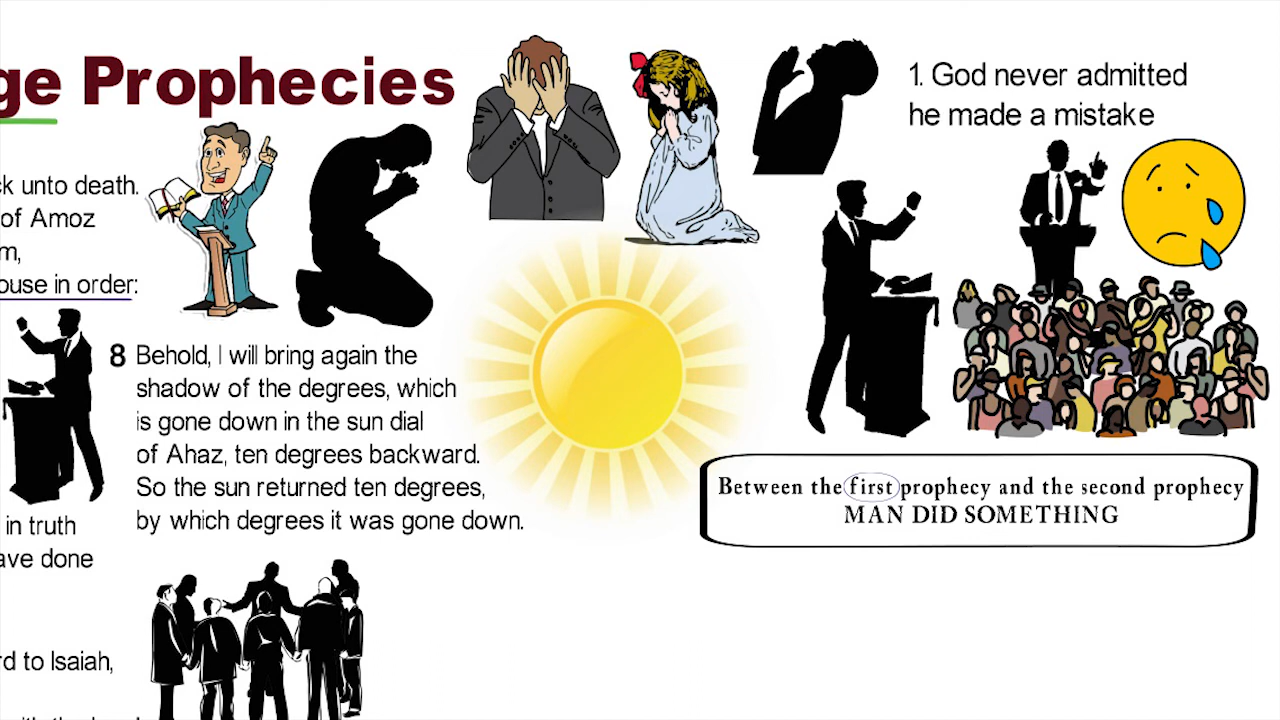 ge Prophecies
ck unto death.
of Amoz
m,
ouse in order:
8 Behold, I will bring again the
shadow of the degrees, which
is gone down in the sun dial
of Ahaz, ten degrees backward.
So the sun returned ten degrees,
by which degrees it was gone down.
in truth
ave done
rd to Isaiah,
1. God never admitted
he made a mistake
Between the first prophecy and the second prophecy
MAN DID SOMETHING